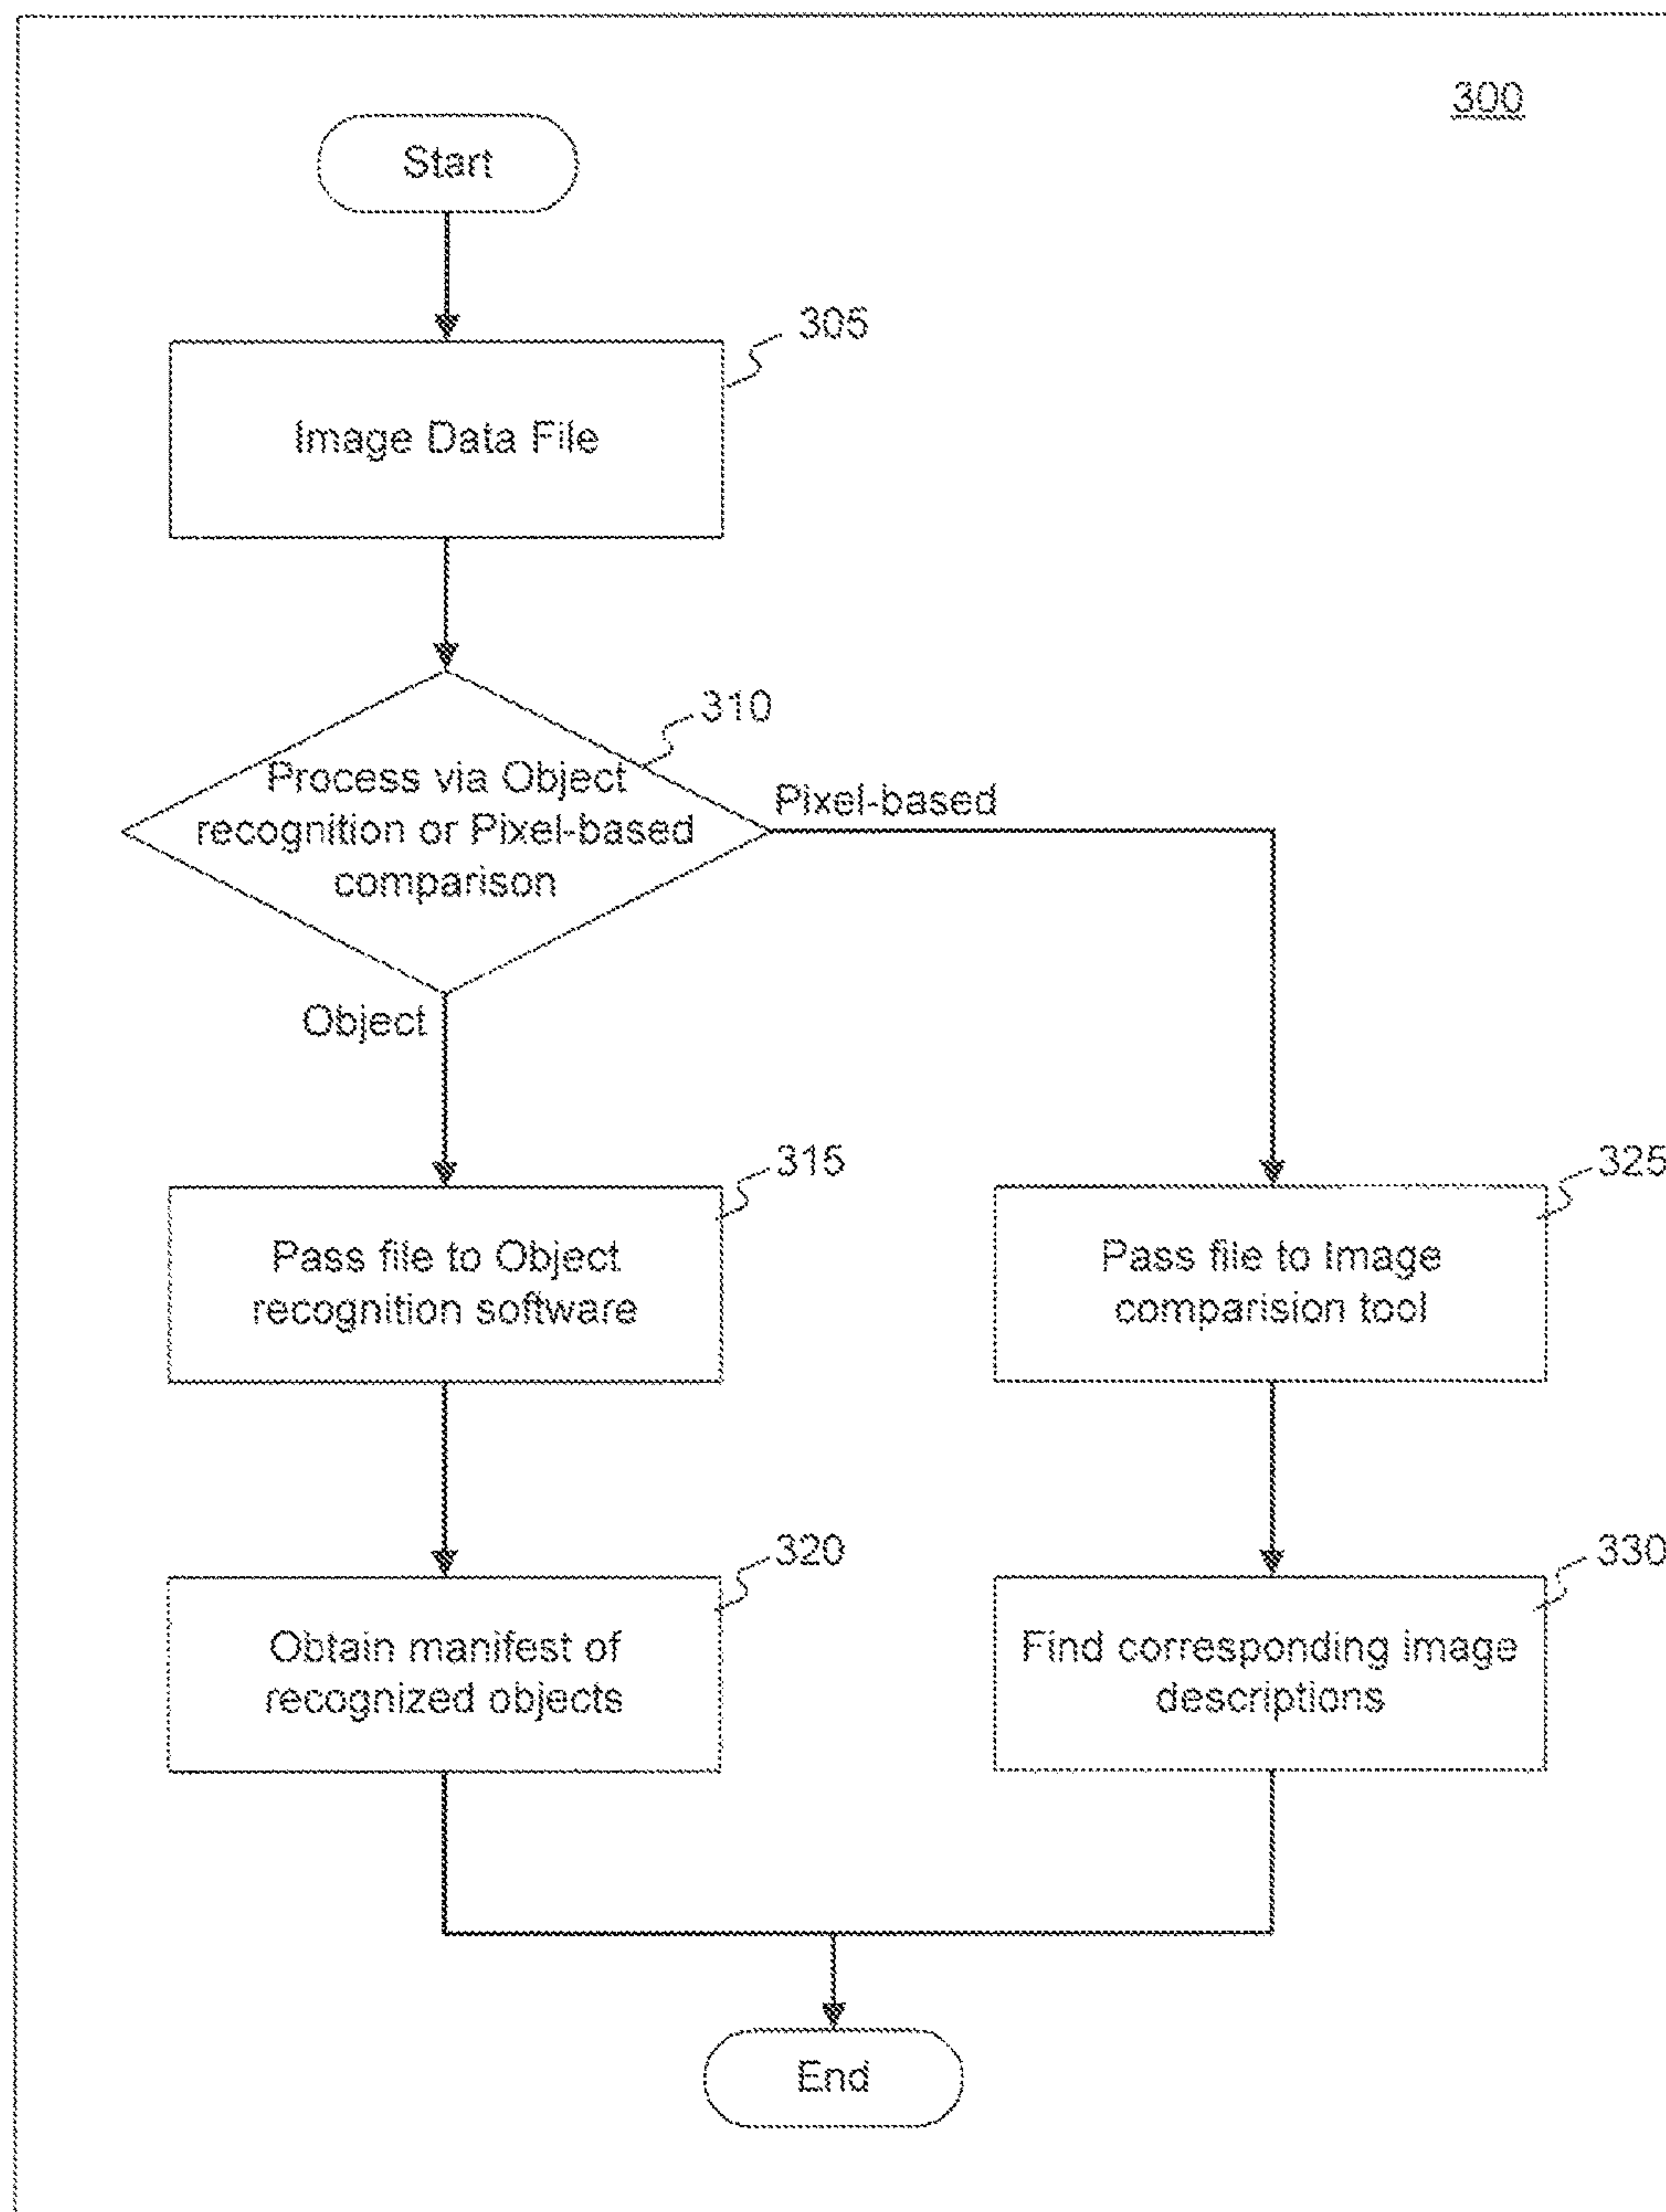 300
Start
305
Image Data File
310
Process via Object
recognition or Pixel-based
comparison
Pixel-based
Object
315
Pass file to Object
recognition software
325
Pass file to Image
comparision tool
320
Obtain manifest of
recognized objects
330
Find corresponding image
descriptions
End